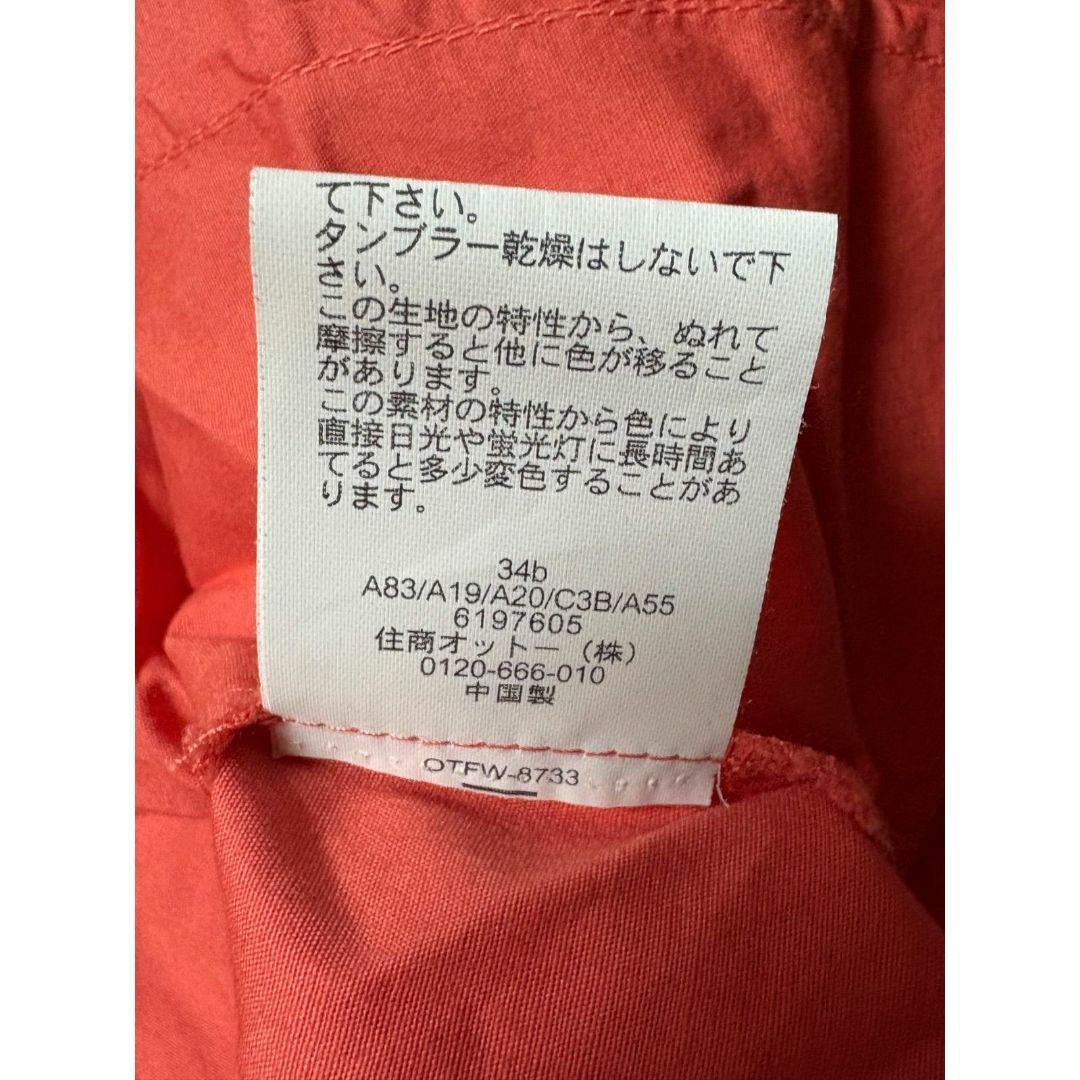 て下さい。
タンブラー乾燥はしないで下
さい。
この生地の特性から、ぬれて
摩擦すると他に色が移ること
があります。
この素材の特性から色により
直接日光や蛍光灯に長時間あ
てると多少変色することがあ
ります。
34b
A83/A19/A20/C3B/A55
6197605
住商オットー（株）
0120-666-010
中国製
OTFW-8733